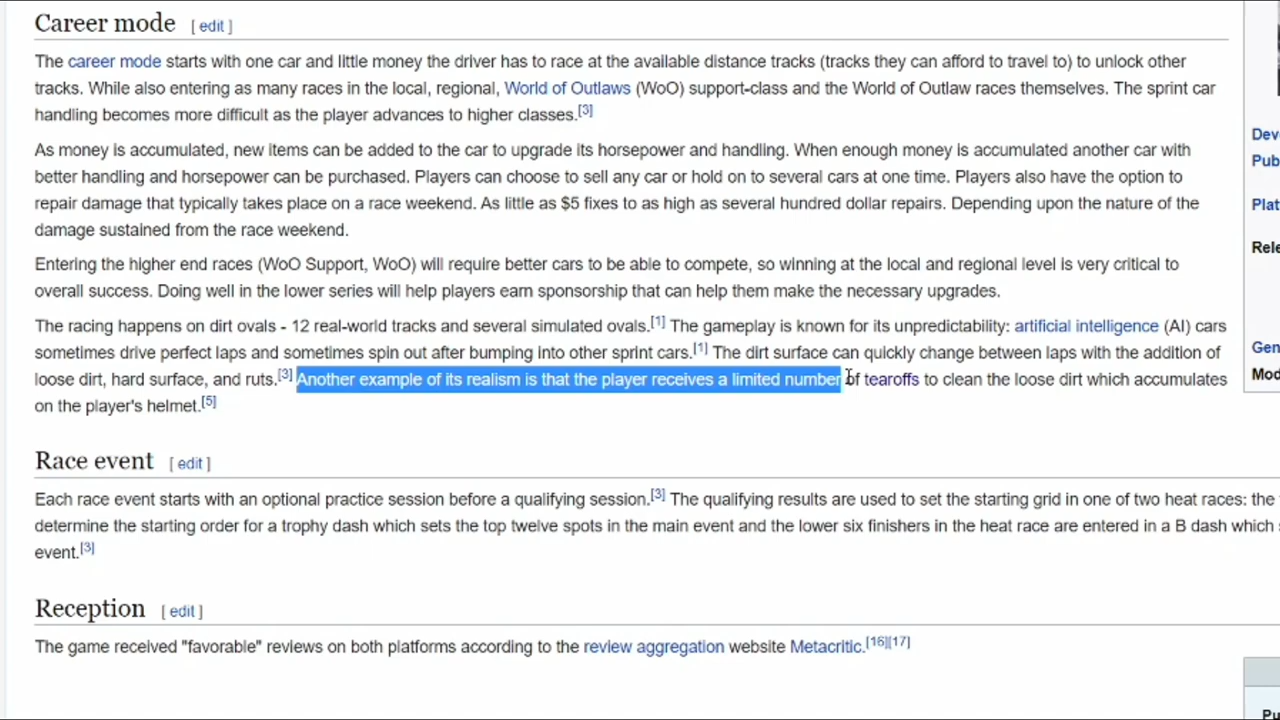 Career mode [ edit ]
The career mode starts with one car and little money the driver has to race at the available distance tracks (tracks they can afford to travel to) to unlock other
tracks. While also entering as many races in the local, regional, World of Outlaws (WoO) support-class and the World of Outlaw races themselves. The sprint car
handling becomes more difficult as the player advances to higher classes.[3]
As money is accumulated, new items can be added to the car to upgrade its horsepower and handling. When enough money is accumulated another car with
better handling and horsepower can be purchased. Players can choose to sell any car or hold on to several cars at one time. Players also have the option to
repair damage that typically takes place on a race weekend. As little as $5 fixes to as high as several hundred dollar repairs. Depending upon the nature of the
damage sustained from the race weekend.
Entering the higher end races (WoO Support, WoO) will require better cars to be able to compete, so winning at the local and regional level is very critical to
overall success. Doing well in the lower series will help players earn sponsorship that can help them make the necessary upgrades.
The racing happens on dirt ovals - 12 real-world tracks and several simulated ovals.[1] The gameplay is known for its unpredictability: artificial intelligence (AI) cars
sometimes drive perfect laps and sometimes spin out after bumping into other sprint cars.[1] The dirt surface can quickly change between laps with the addition of
loose dirt, hard surface, and ruts.[3] Another example of its realism is that the player receives a limited number of tearoffs to clean the loose dirt which accumulates
on the player's helmet.[5]
Race event [ edit ]
Each race event starts with an optional practice session before a qualifying session.[3] The qualifying results are used to set the starting grid in one of two heat races: the
determine the starting order for a trophy dash which sets the top twelve spots in the main event and the lower six finishers in the heat race are entered in a B dash which
event.[3]
Reception [ edit ]
The game received "favorable" reviews on both platforms according to the review aggregation website Metacritic.[16][17]
Dev
Pub
Plat
Rele
Gen
Mod